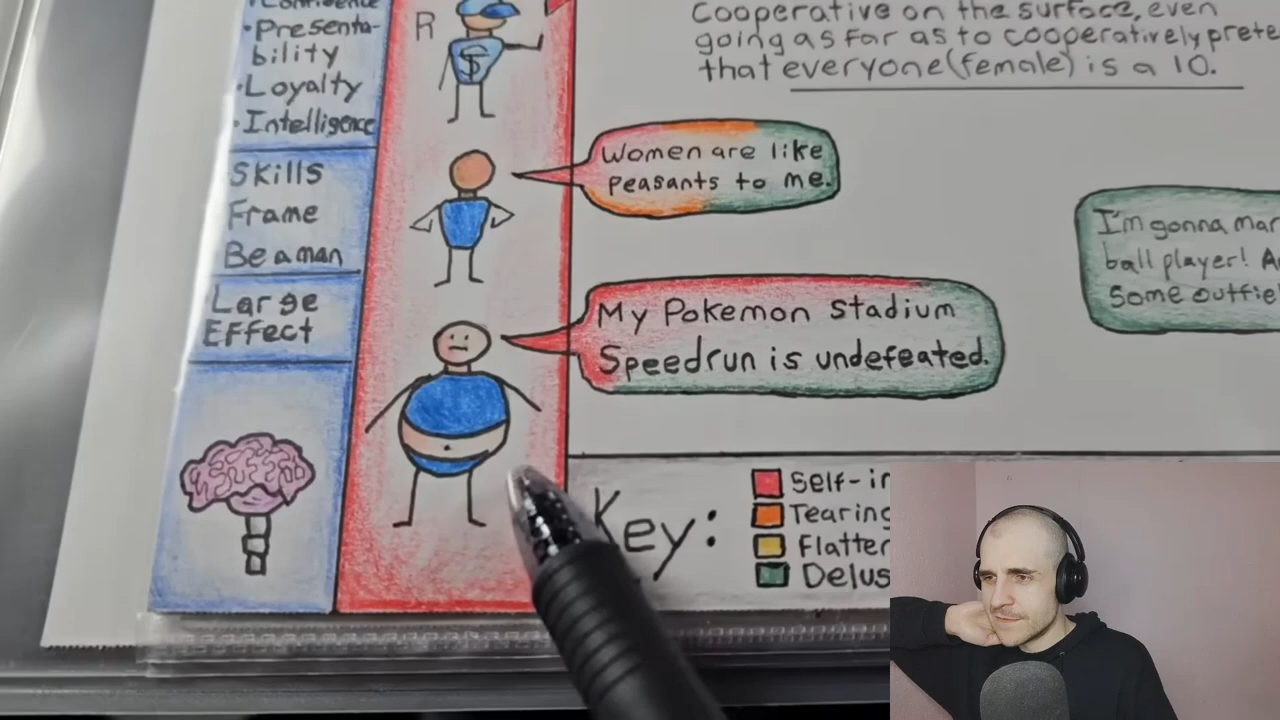 Confidence
·Presenta-
bility
·Loyalty
·Intelligence
Skills
Frame
Be a man
Large
Effect
R
$
Cooperative on the surface, even
going as far as to cooperatively prete
that everyone (female) is a 10.
Women are like
peasants to me.
I'm gonna mar
ball player! A
Some outfie
My Pokemon Stadium
Speedrun is undefeated.
Key:
Self-in
Tearing
Flatter
Delus